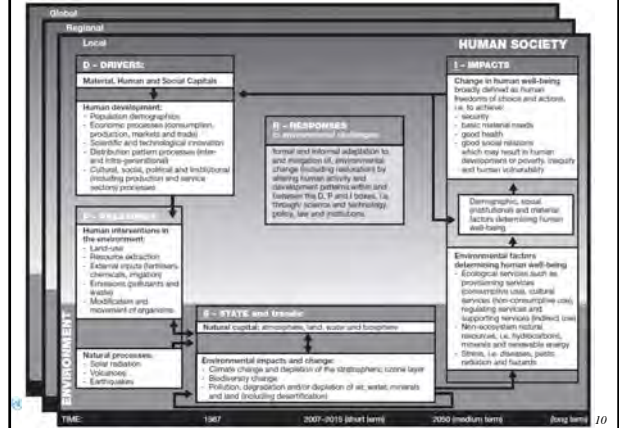 Global
Regional
Local
HUMAN SOCIETY
D – DRIVERS:
Material, Human and Social Capitals
Human development:
- Population demographics
- Economic processes (consumption,
production, markets and trade)
- Scientific and technological innovation
- Distribution pattern processes (inter-
and intra-generational)
- Cultural, social, political and institutional
(including production and service
sectors) processes
R – RESPONSES
to environmental challenges
formal and informal adaptation to
and mitigation of, environmental
change (including restoration) by
altering human activity and
development patterns within and
between the D, P and I boxes, i.e.
through: science and technology,
policy, law and institutions.
I – IMPACTS
Change in human well-being
broadly defined as human
freedoms of choice and actions,
i.e. to achieve:
- security
- basic material needs
- good health
- good social relations
which may result in human
development or poverty, inequity
and human vulnerability
Demographic, social
(institutional) and material
factors determining human
well-being
Environmental factors
determining human well-being
- Ecological services such as
provisioning services
(consumptive use), cultural
services (non-consumptive use),
regulating services and
supporting services (indirect use)
- Non-ecosystem natural
resources, i.e. hydrocarbons,
minerals and renewable energy
- Stress, i.e. diseases, pests
radiation and hazards
P – PRESSURES
Human interventions in
the environment:
- Land-use
- Resource extraction
- External inputs (fertilisers,
chemicals, irrigation)
- Emissions (pollutants and
waste)
- Modification and
movement of organisms
Natural processes:
- Solar radiation
- Volcanoes
- Earthquakes
S – STATE and trends:
Natural capital: atmosphere, land, water and biosphere
Environmental impacts and change:
- Climate change and depletion of the stratospheric ozone layer
- Biodiversity change
- Pollution, degradation and/or depletion of air, water, minerals
and land (including desertification)
ENVIRONMENT
TIME: 1987 2007–2015 (short term) 2050 (medium term) (long term)
10